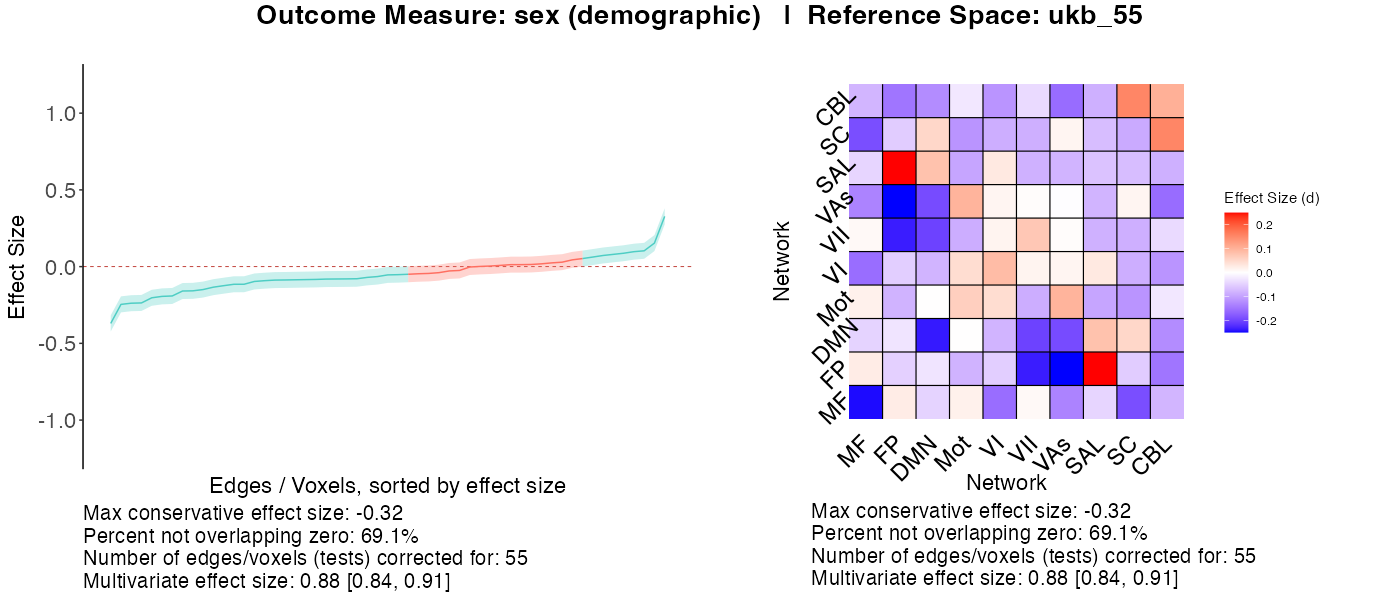 Outcome Measure: sex (demographic) | Reference Space: ukb_55
1.0
0.5
0.0
-0.5
-1.0
Effect Size
Edges / Voxels, sorted by effect size
Max conservative effect size: -0.32
Percent not overlapping zero: 69.1%
Number of edges/voxels (tests) corrected for: 55
Multivariate effect size: 0.88 [0.84, 0.91]
Network
CBL
SC
SAL
VAs
VII
VI
Mot
DMN
FP
MF
MF
FP
DMN
Mot
VI
VII
VAs
SAL
SC
CBL
Network
Effect Size (d)
0.2
0.1
0.0
-0.1
-0.2
Max conservative effect size: -0.32
Percent not overlapping zero: 69.1%
Number of edges/voxels (tests) corrected for: 55
Multivariate effect size: 0.88 [0.84, 0.91]